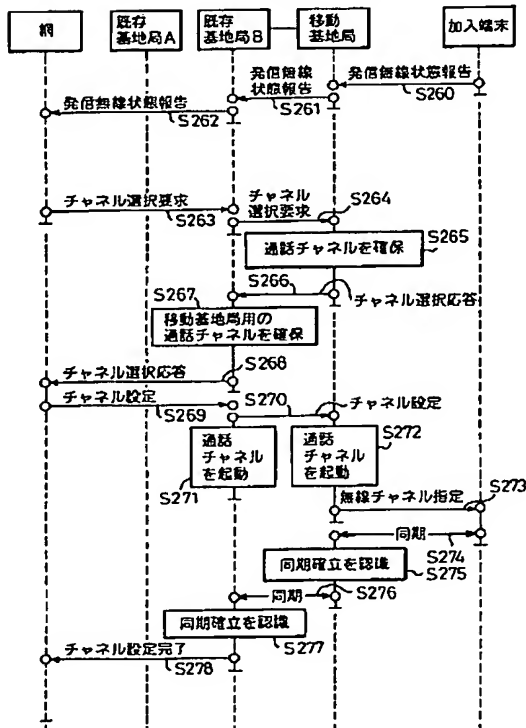 網
既存
基地局A
既存
基地局B
移動
基地局
加入端末
発信無線状態報告
S260
発信無線
状態報告
S261
発信無線状態報告
S262
チャネル選択要求
S263
チャネル
選択要求
S264
通話チャネルを確保
S265
S266
チャネル選択応答
S267
移動基地局用の
通話チャネルを確保
チャネル選択応答
S268
チャネル設定
S269
S270
チャネル設定
通話
チャネル
を起動
S271
通話
チャネル
を起動
S272
無線チャネル指定
S273
同期
S274
同期確立を認識
S275
同期
S276
同期確立を認識
S277
チャネル設定完了
S278